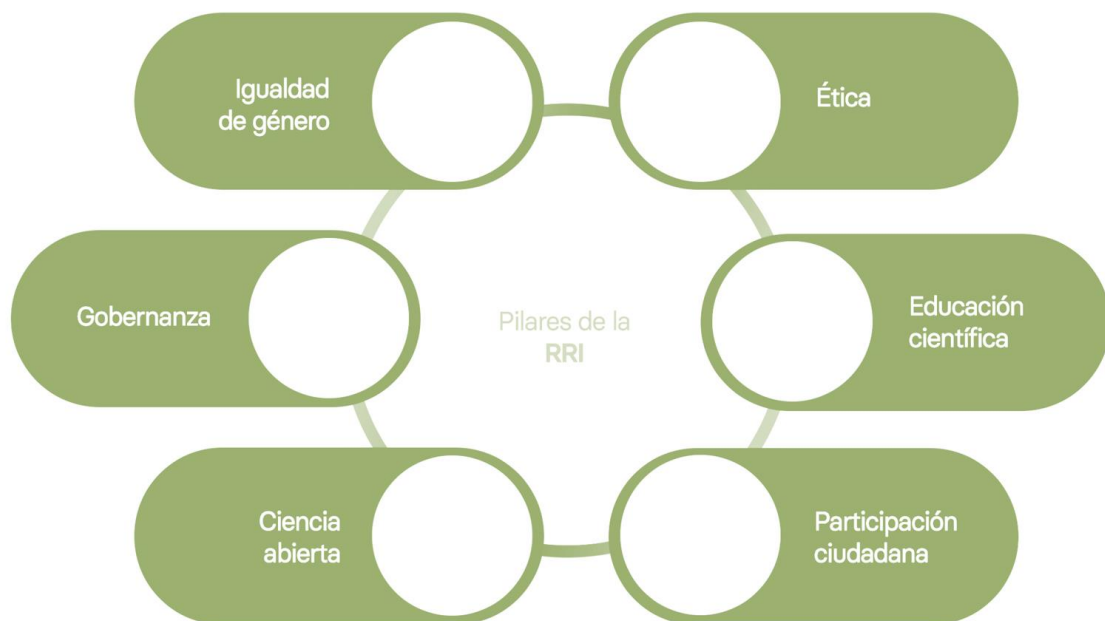 Igualdad
de género
Ética
Gobernanza
Pilares de la
RRI
Educación
científica
Ciencia
abierta
Participación
ciudadana